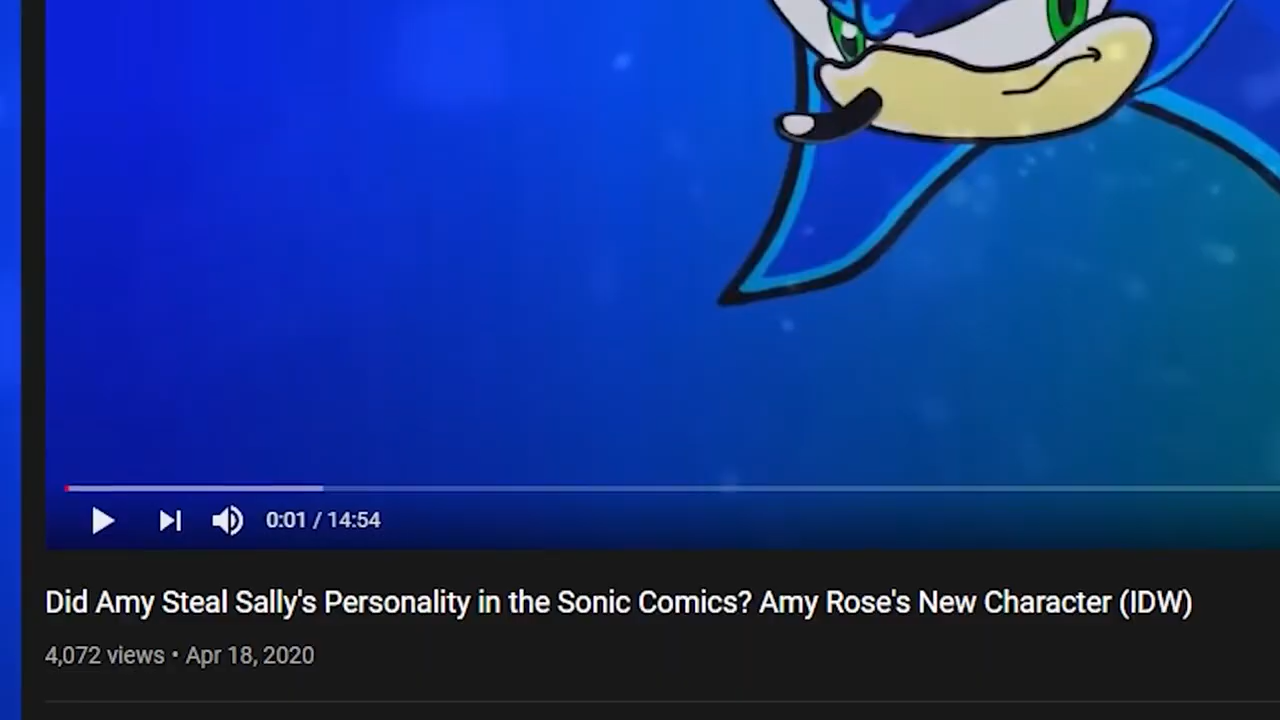 0:01 / 14:54
Did Amy Steal Sally's Personality in the Sonic Comics? Amy Rose's New Character (IDW)
4,072 views • Apr 18, 2020